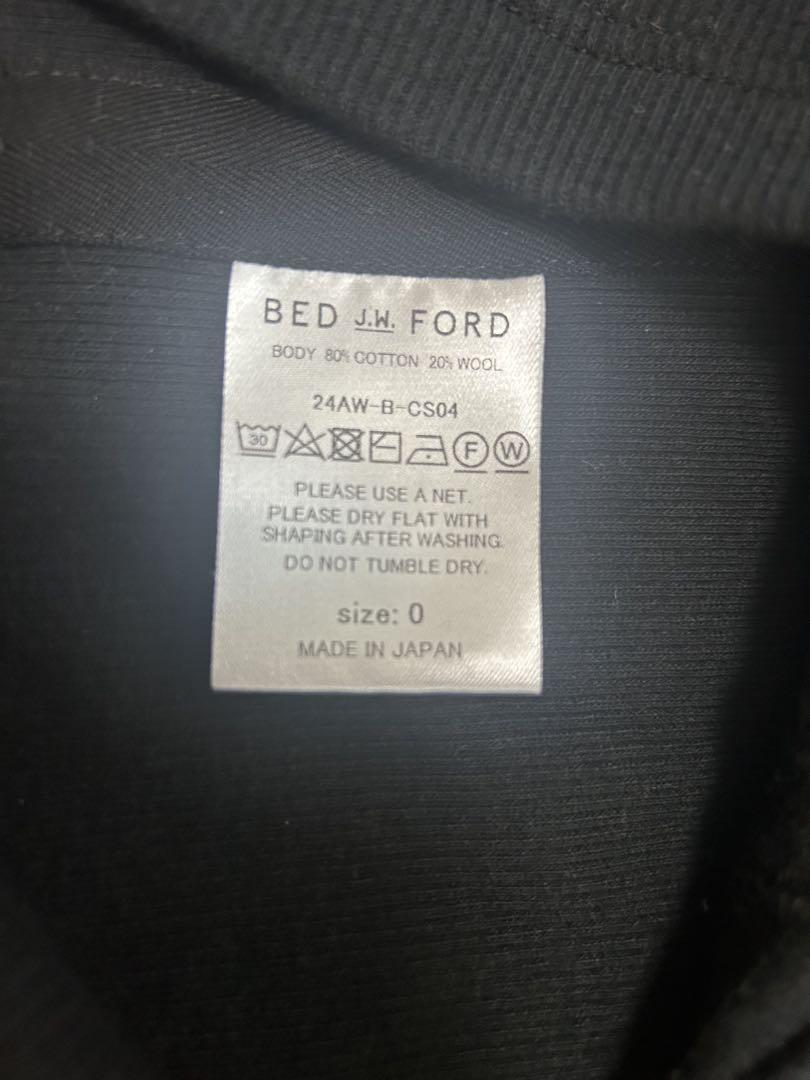 BED J.W. FORD
BODY 80% COTTON 20% WOOL
24AW-B-CS04
30 F W
PLEASE USE A NET.
PLEASE DRY FLAT WITH
SHAPING AFTER WASHING.
DO NOT TUMBLE DRY.
size: 0
MADE IN JAPAN